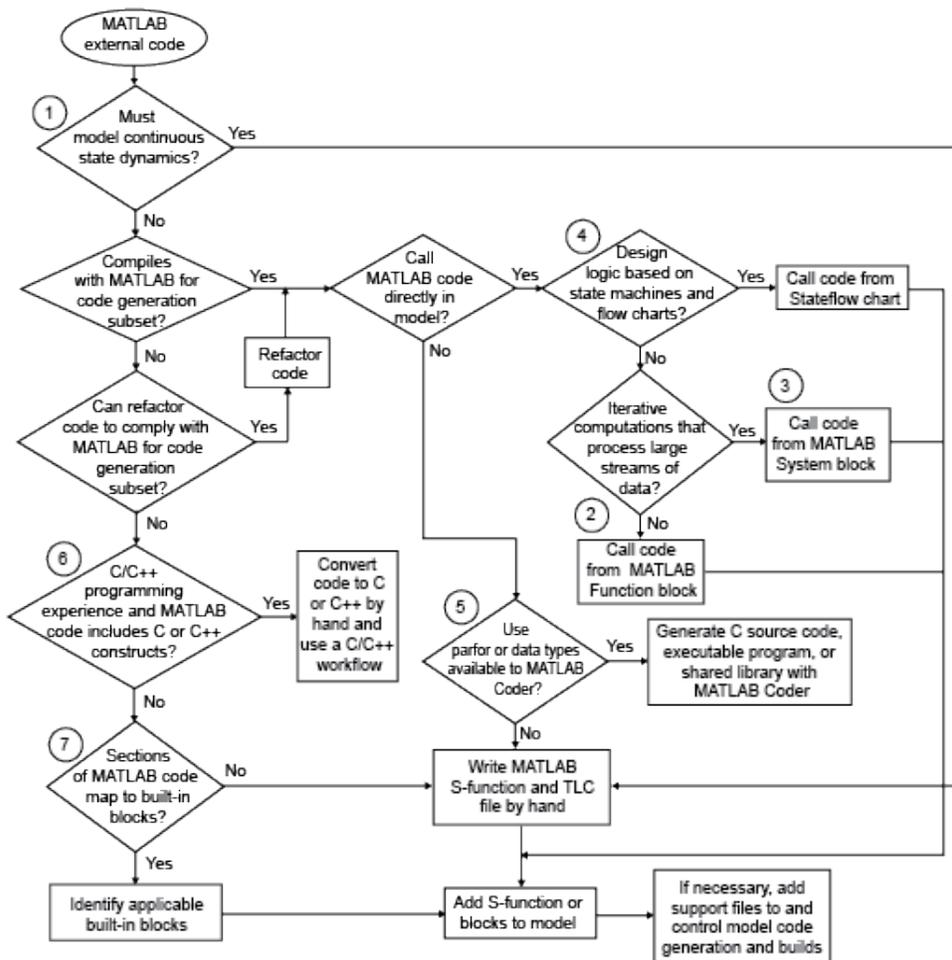 MATLAB
external code
1
Must
model continuous
state dynamics?
Yes
No
Compiles
with MATLAB for
code generation
subset?
Yes
No
Refactor
code
Can refactor
code to comply with
MATLAB for code
generation
subset?
Yes
No
Call
MATLAB code
directly in
model?
Yes
No
4
Design
logic based on
state machines and
flow charts?
Yes
No
Call code from
Stateflow chart
Iterative
computations that
process large
streams of
data?
Yes
No
3
Call code
from MATLAB
System block
2
Call code
from MATLAB
Function block
6
C/C++
programming
experience and MATLAB
code includes C or C++
constructs?
Yes
No
Convert
code to C
or C++ by
hand and
use a C/C++
workflow
5
Use
parfor or data types
available to MATLAB
Coder?
Yes
No
Generate C source code,
executable program, or
shared library with
MATLAB Coder
7
Sections
of MATLAB code
map to built-in
blocks?
No
Yes
Write MATLAB
S-function and TLC
file by hand
Identify applicable
built-in blocks
Add S-function or
blocks to model
If necessary, add
support files to and
control model code
generation and builds